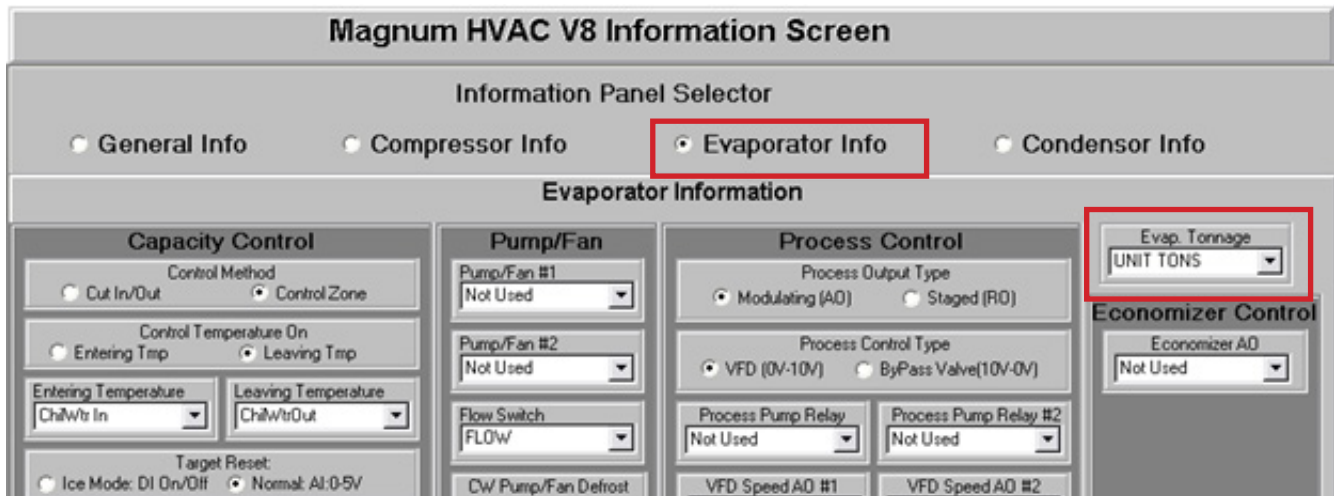 Magnum HVAC V8 Information Screen
Information Panel Selector
General Info Compressor Info Evaporator Info Condensor Info
Evaporator Information
Capacity Control
Control Method
Cut In/Out Control Zone
Control Temperature On
Entering Tmp Leaving Tmp
Entering Temperature Leaving Temperature
ChilWtr In ChilWtrOut
Target Reset:
Ice Mode: DI On/Off Normal: AI:0-5V
Pump/Fan
Pump/Fan #1
Not Used
Pump/Fan #2
Not Used
Flow Switch
FLOW
CW Pump/Fan Defrost
Process Control
Process Output Type
Modulating (AO) Staged (RO)
Process Control Type
VFD (0V-10V) ByPass Valve(10V-0V)
Process Pump Relay Process Pump Relay #2
Not Used Not Used
VFD Speed AO #1 VFD Speed AO #2
Evap. Tonnage
UNIT TONS
Economizer Control
Economizer AO
Not Used